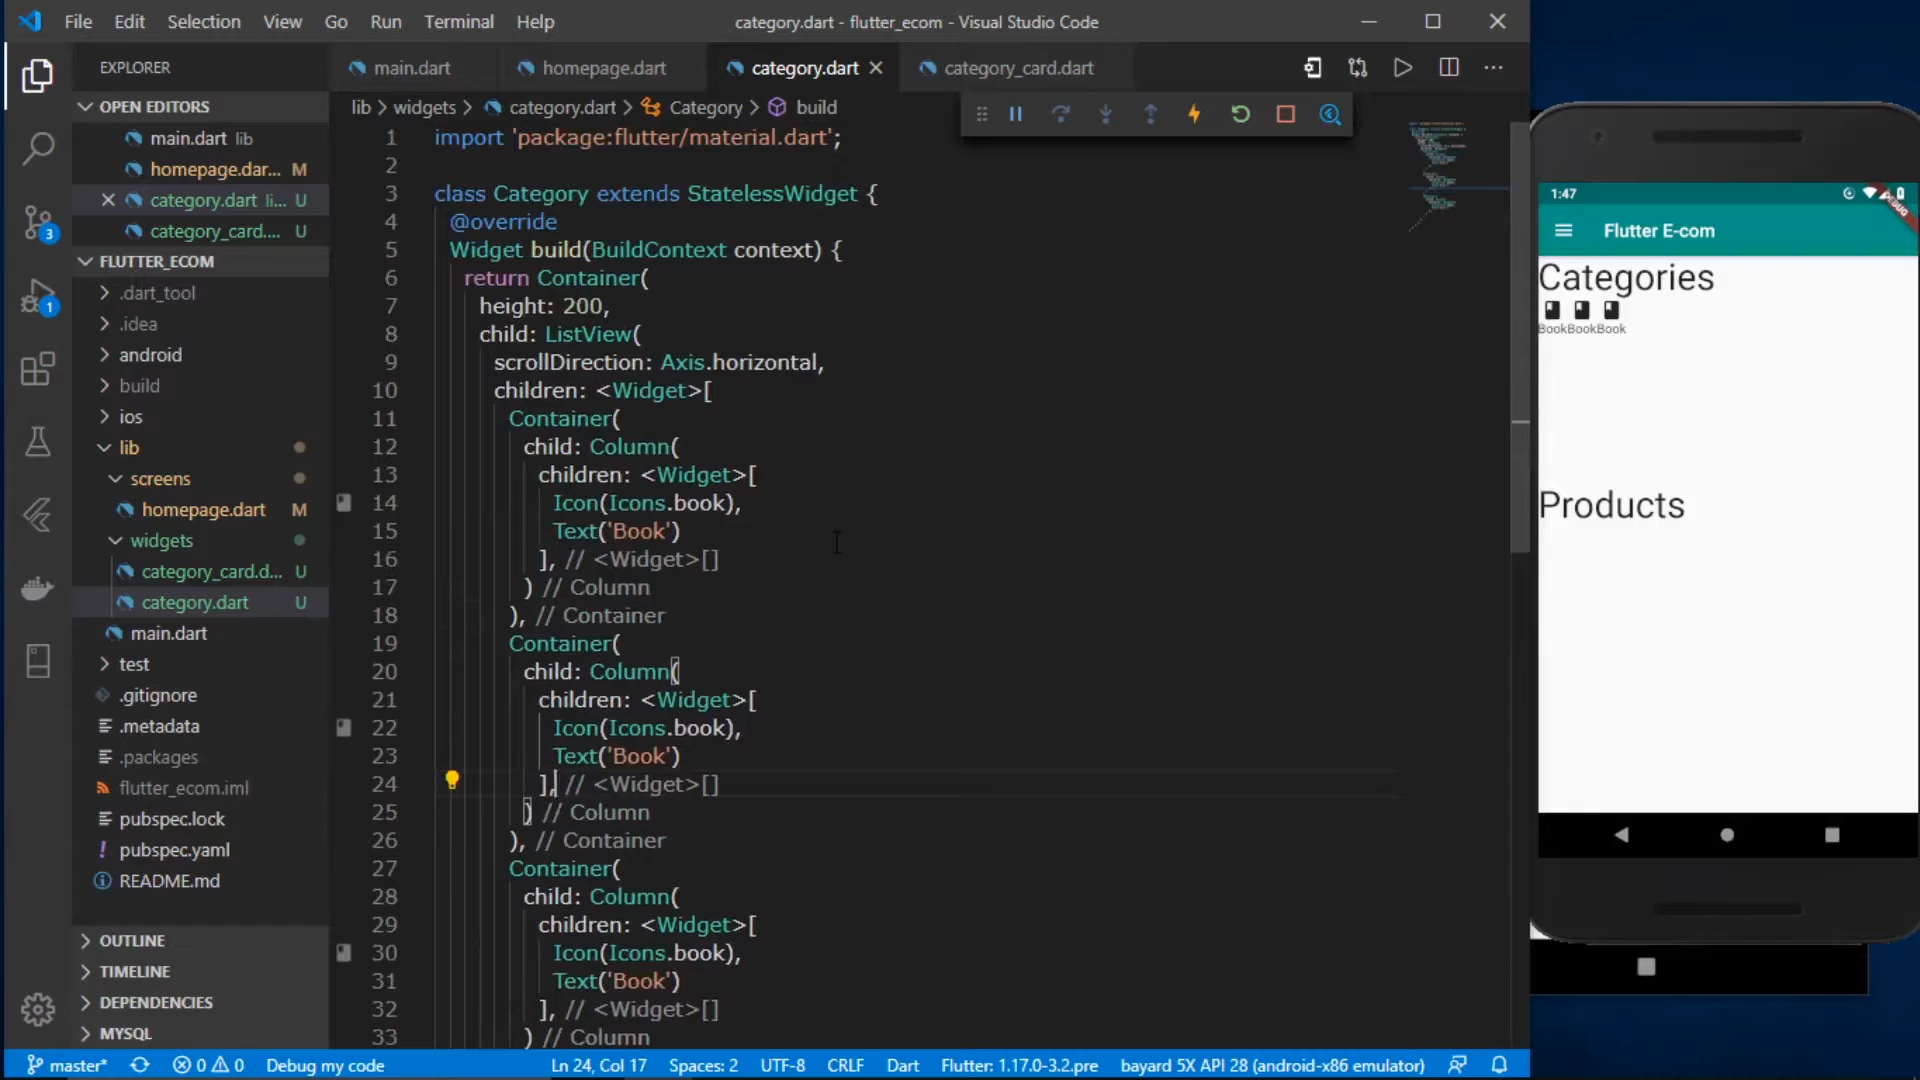 File Edit Selection View Go Run Terminal Help
category.dart - flutter_ecom - Visual Studio Code
EXPLORER
OPEN EDITORS
main.dart lib
homepage.dar... M
category.dart li... U
category_card.... U
FLUTTER_ECOM
.dart_tool
.idea
android
build
ios
lib
screens
homepage.dart M
widgets
category_card.d... U
category.dart U
main.dart
test
.gitignore
.metadata
.packages
flutter_ecom.iml
pubspec.lock
pubspec.yaml
README.md
OUTLINE
TIMELINE
DEPENDENCIES
MYSQL
3
1
main.dart homepage.dart category.dart category_card.dart
lib > widgets > category.dart > Category > build
1 import 'package:flutter/material.dart';
2
3 class Category extends StatelessWidget {
4 @override
5 Widget build(BuildContext context) {
6 return Container(
7 height: 200,
8 child: ListView(
9 scrollDirection: Axis.horizontal,
10 children: <Widget>[
11 Container(
12 child: Column(
13 children: <Widget>[
14 Icon(Icons.book),
15 Text('Book')
16 ], // <Widget>[]
17 ) // Column
18 ), // Container
19 Container(
20 child: Column(
21 children: <Widget>[
22 Icon(Icons.book),
23 Text('Book')
24 ], // <Widget>[]
25 ) // Column
26 ), // Container
27 Container(
28 child: Column(
29 children: <Widget>[
30 Icon(Icons.book),
31 Text('Book')
32 ], // <Widget>[]
33 ) // Column
master* 0 0 Debug my code Ln 24, Col 17 Spaces: 2 UTF-8 CRLF Dart Flutter: 1.17.0-3.2.pre bayard 5X API 28 (android-x86 emulator)
1:47
DEBUG
Flutter E-com
Categories
BookBookBook
Products